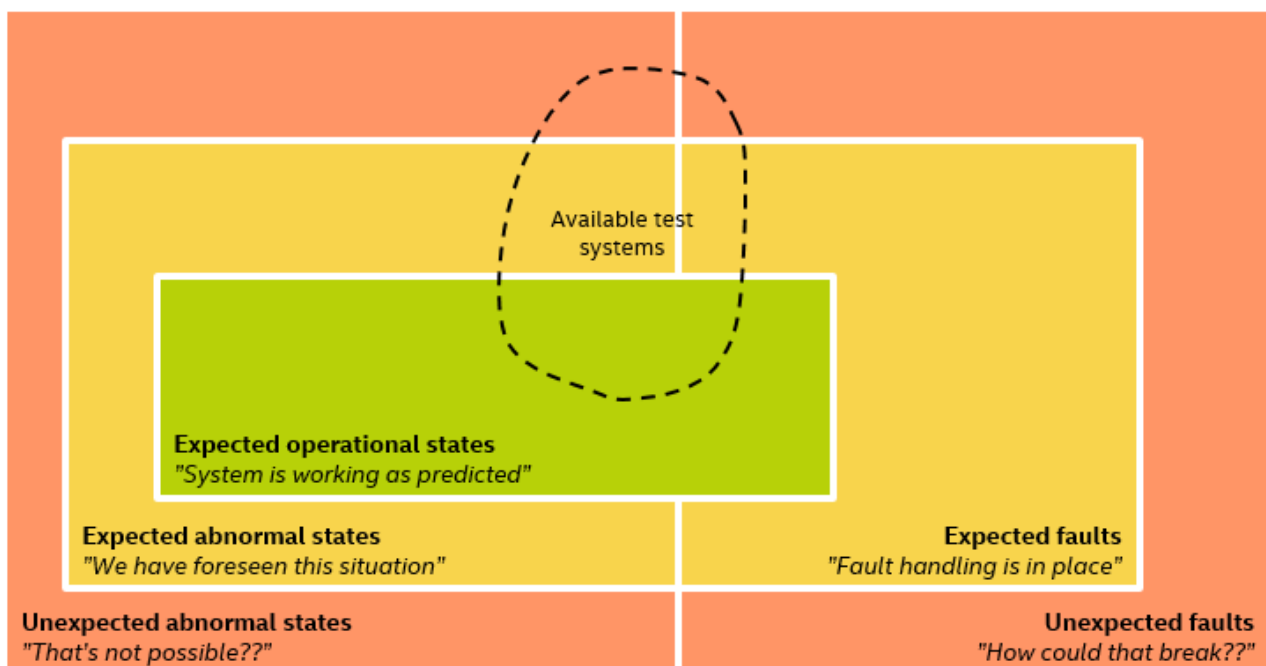 Available test
systems
Expected operational states
"System is working as predicted"
Expected abnormal states
"We have foreseen this situation"
Expected faults
"Fault handling is in place"
Unexpected abnormal states
"That's not possible??"
Unexpected faults
"How could that break??"